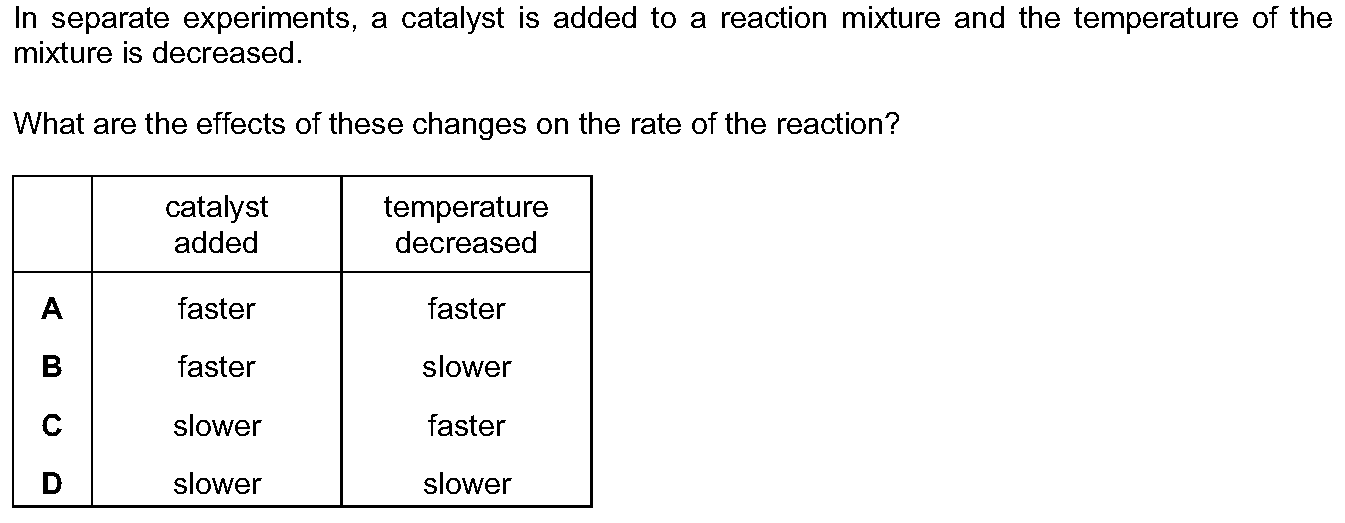 In separate experiments, a catalyst is added to a reaction mixture and the temperature of the
mixture is decreased.
What are the effects of these changes on the rate of the reaction?
catalyst added temperature decreased
A faster faster
B faster slower
C slower faster
D slower slower